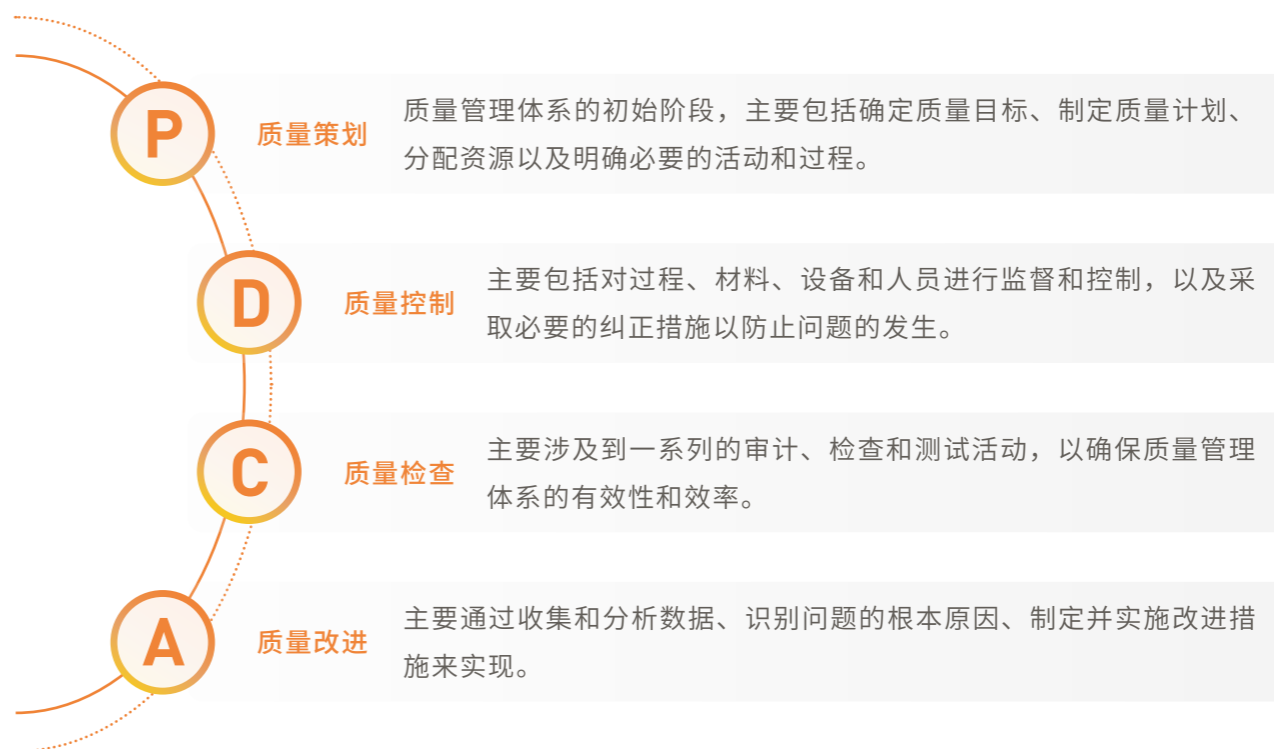 P
质量策划
质量管理体系的初始阶段，主要包括确定质量目标、制定质量计划、
分配资源以及明确必要的活动和过程。
D
质量控制
主要包括对过程、材料、设备和人员进行监督和控制，以及采
取必要的纠正措施以防止问题的发生。
C
质量检查
主要涉及到一系列的审计、检查和测试活动，以确保质量管理
体系的有效性和效率。
A
质量改进
主要通过收集和分析数据、识别问题的根本原因、制定并实施改进措
施来实现。